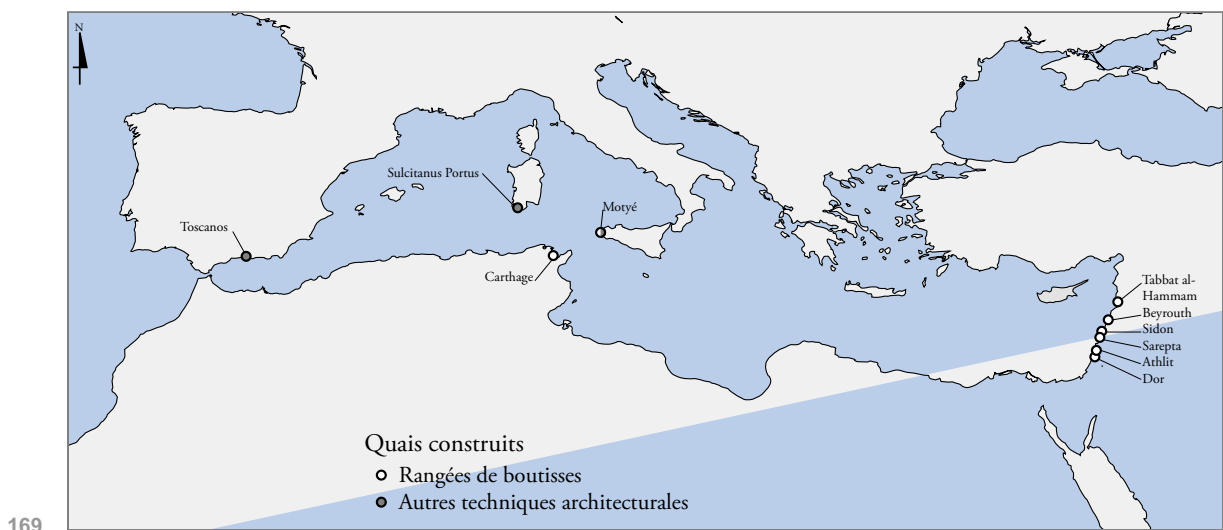 N
Sulcitanus Portus
Motyé
Toscanos
Carthage
Tabbat al-
Hammam
Beyrouth
Sidon
Sarepta
Athlit
Dor
Quais construits
Rangées de boutisses
Autres techniques architecturales
169